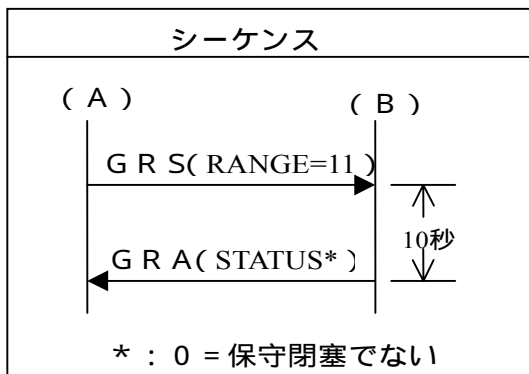 シーケンス
(A) (B)
GRS(RANGE=11)
10秒
GRA(STATUS*)
*:0=保守閉塞でない